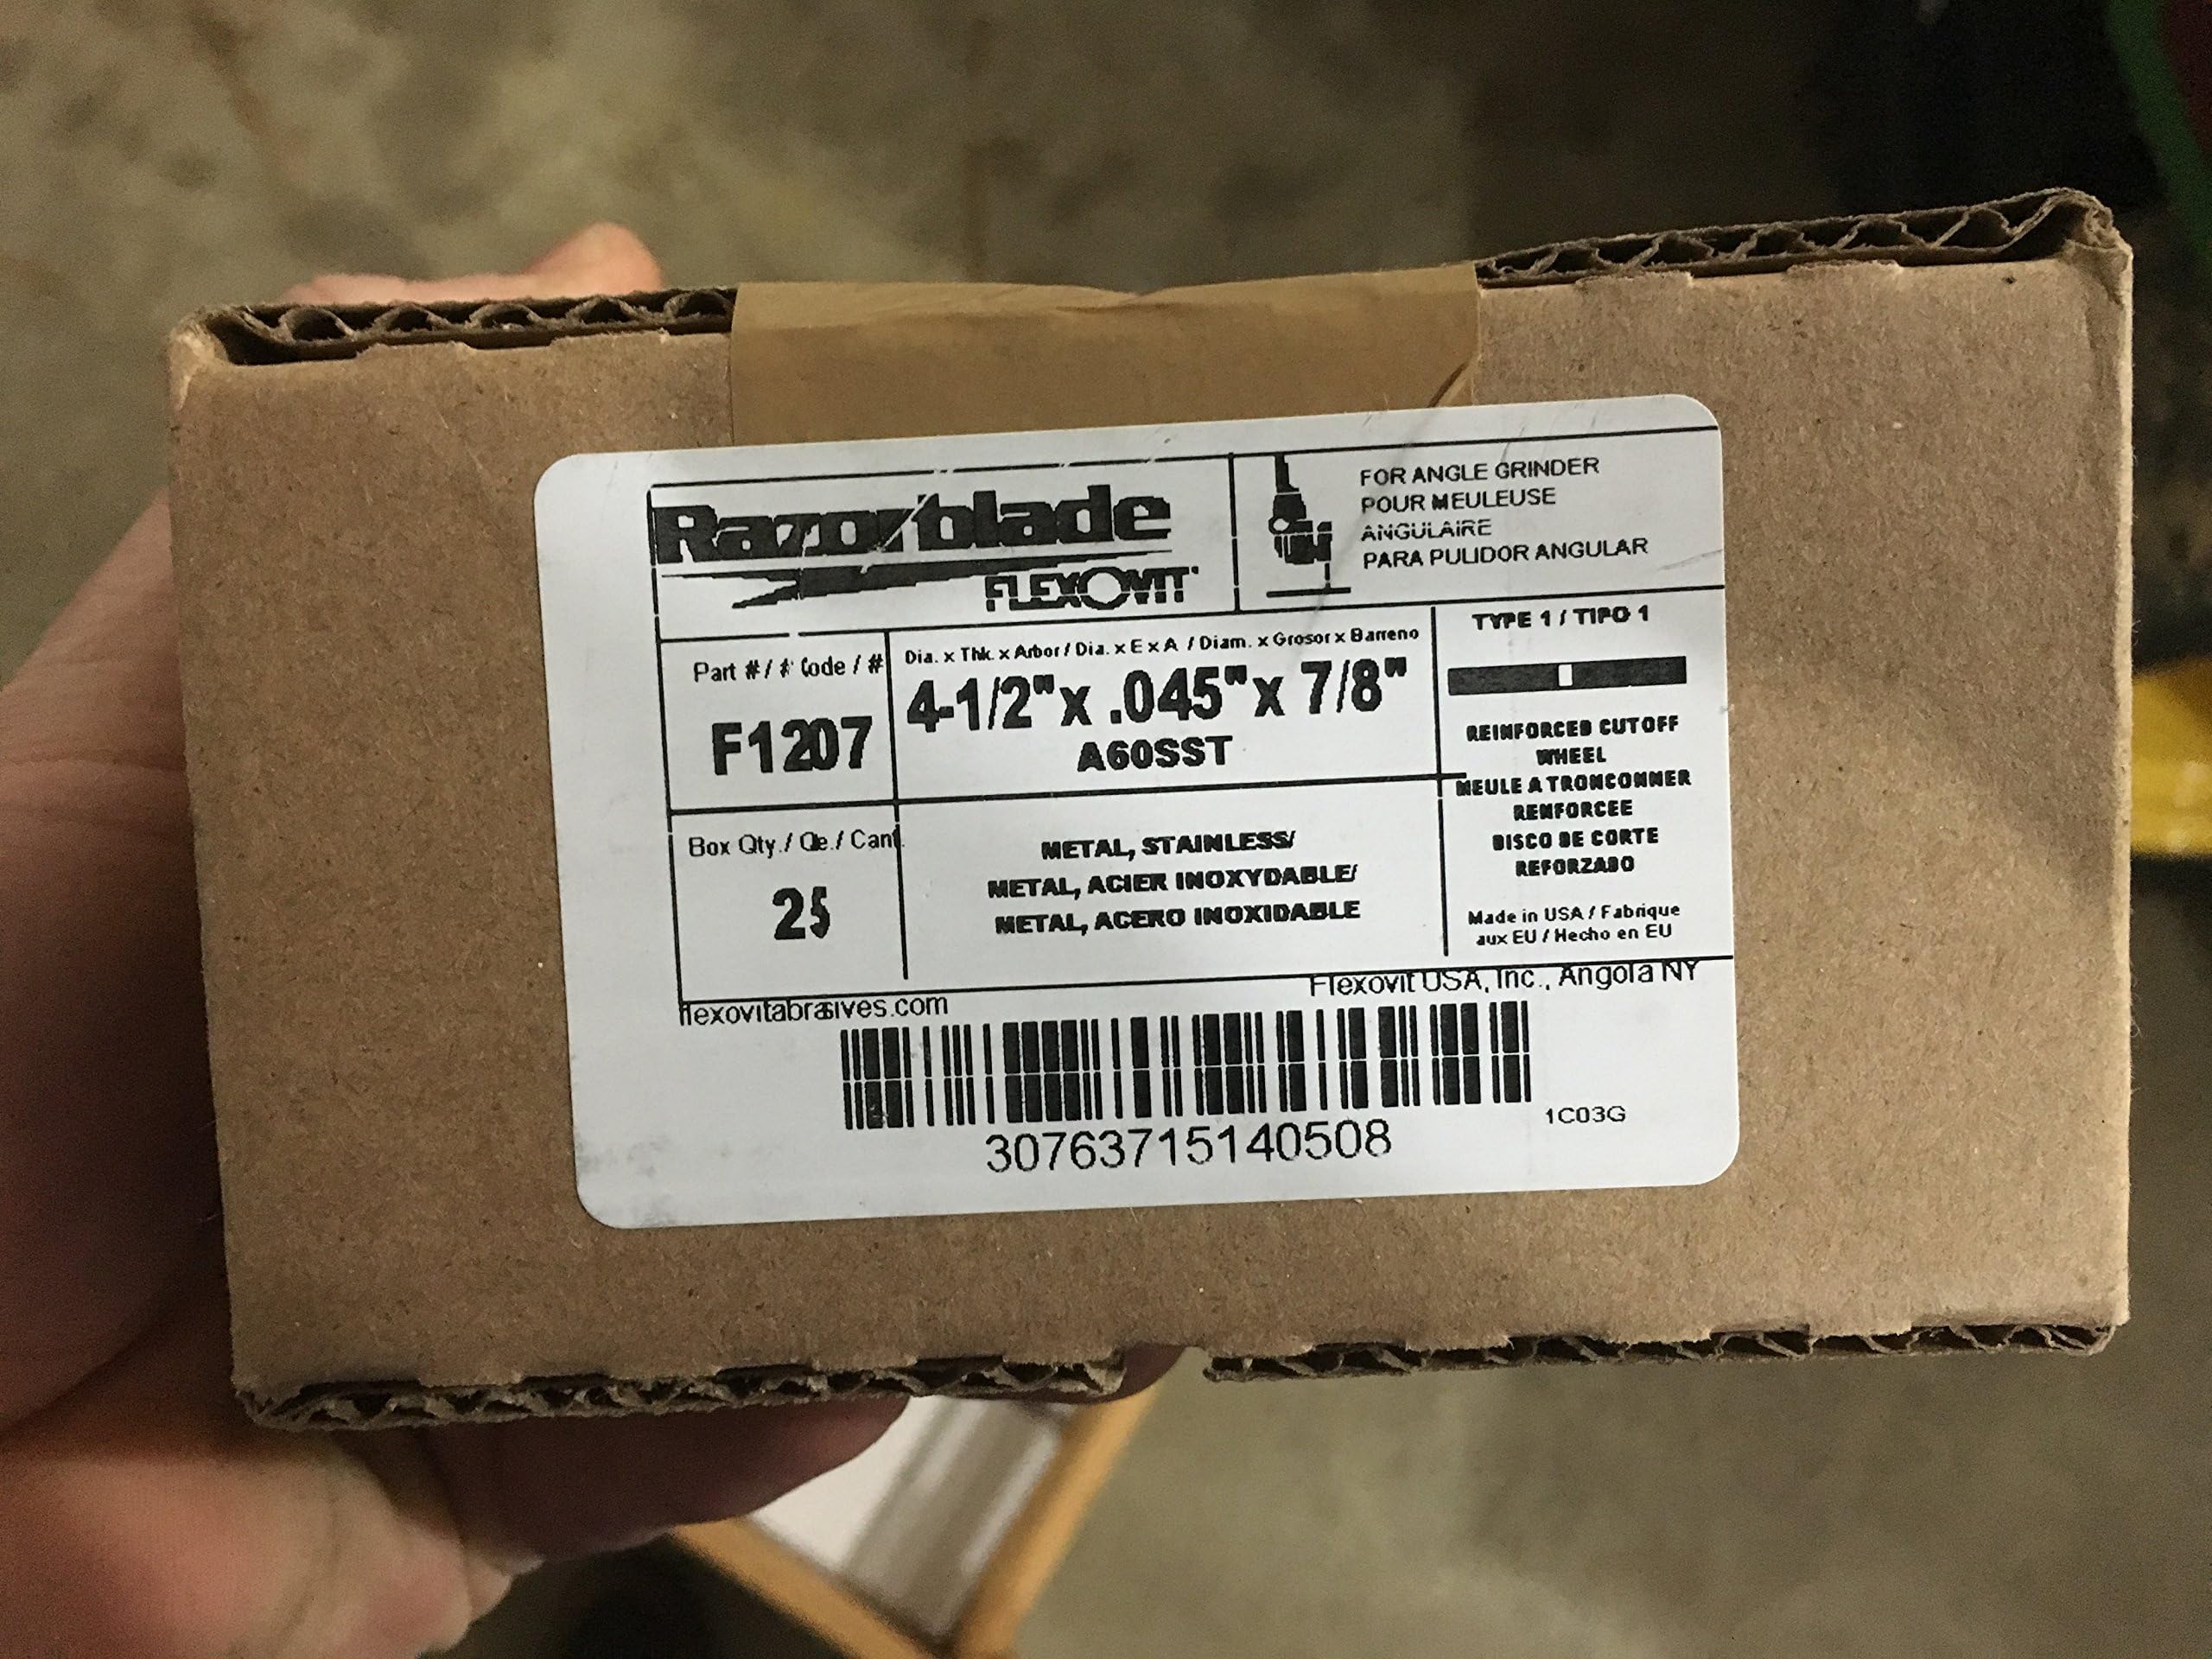 Razorblade
FLEXOVIT
FOR ANGLE GRINDER
POUR MEULEUSE
ANGULAIRE
PARA PULIDOR ANGULAR
Part # / # Code / #
F1207
Dia. x Thk. x Arbor / Dia. x E x A / Diam. x Grosor x Barreno
4-1/2"x .045"x 7/8"
A60SST
TYPE 1 / TIPO 1
REINFORCED CUTOFF
WHEEL
MEULE A TRONCONNER
RENFORCEE
DISCO DE CORTE
REFORZADO
Box Qty./ Qe./ Cant.
25
METAL, STAINLESS/
METAL, ACIER INOXYDABLE/
METAL, ACERO INOXIDABLE
Made in USA / Fabrique
aux EU / Hecho en EU
flexovitabrasives.com
Flexovit USA, Inc., Angola NY
30763715140508
1C03G